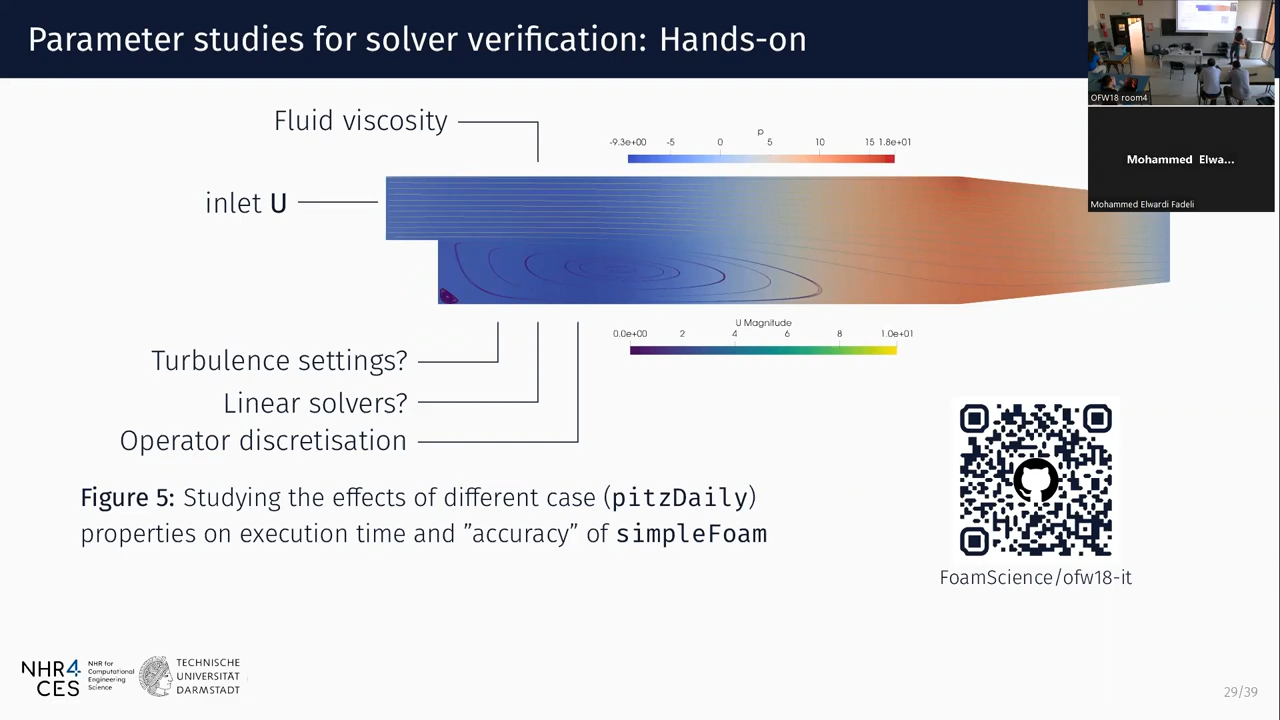 Parameter studies for solver verification: Hands-on
OFW18 room4
Mohammed Elwa...
Mohammed Elwardi Fadeli
Fluid viscosity
inlet U
p
-9.3e+00 -5 0 5 10 15 1.8e+01
U Magnitude
0.0e+00 2 4 6 8 1.0e+01
Turbulence settings?
Linear solvers?
Operator discretisation
Figure 5: Studying the effects of different case (pitzDaily)
properties on execution time and ”accuracy” of simpleFoam
FoamScience/ofw18-it
NHR4
CES
NHR for
Computational
Engineering
Science
TECHNISCHE
UNIVERSITÄT
DARMSTADT
29/39